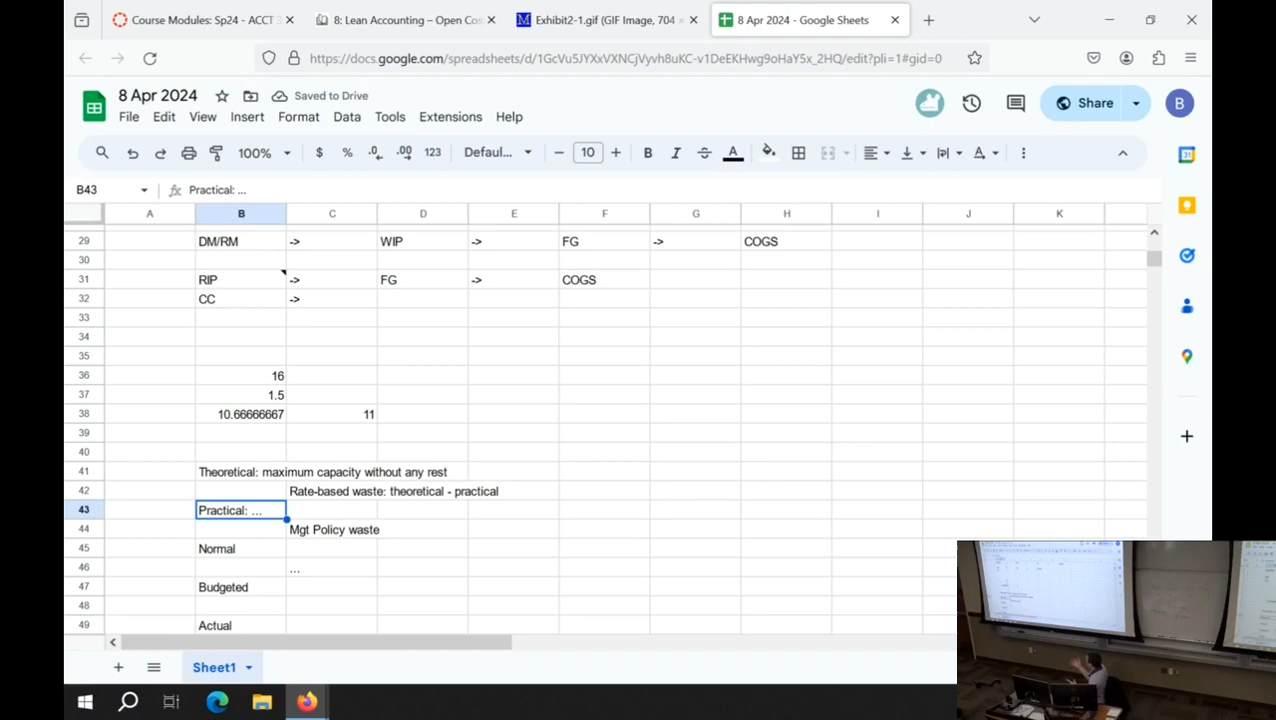 Course Modules: Sp24 - ACCT 3
8: Lean Accounting – Open Cos
Exhibit2-1.gif (GIF Image, 704 ×
8 Apr 2024 - Google Sheets
https://docs.google.com/spreadsheets/d/1GcVu5JYXxVXNCjVyvh8uKC-v1DeEKHwg9oHaY5x_2HQ/edit?pli=1#gid=0
8 Apr 2024
Saved to Drive
File Edit View Insert Format Data Tools Extensions Help
Share
B
100% $ % .0 .00 123 Defaul... − 10 + B I A
31
B43
fx Practical: ...
A B C D E F G H I J K
29 DM/RM -> WIP -> FG -> COGS
30
31 RIP -> FG -> COGS
32 CC ->
33
34
35
36 16
37 1.5
38 10.66666667 11
39
40
41 Theoretical: maximum capacity without any rest
42 Rate-based waste: theoretical - practical
43 Practical: ...
44 Mgt Policy waste
45 Normal
46 ...
47 Budgeted
48
49 Actual
Sheet1